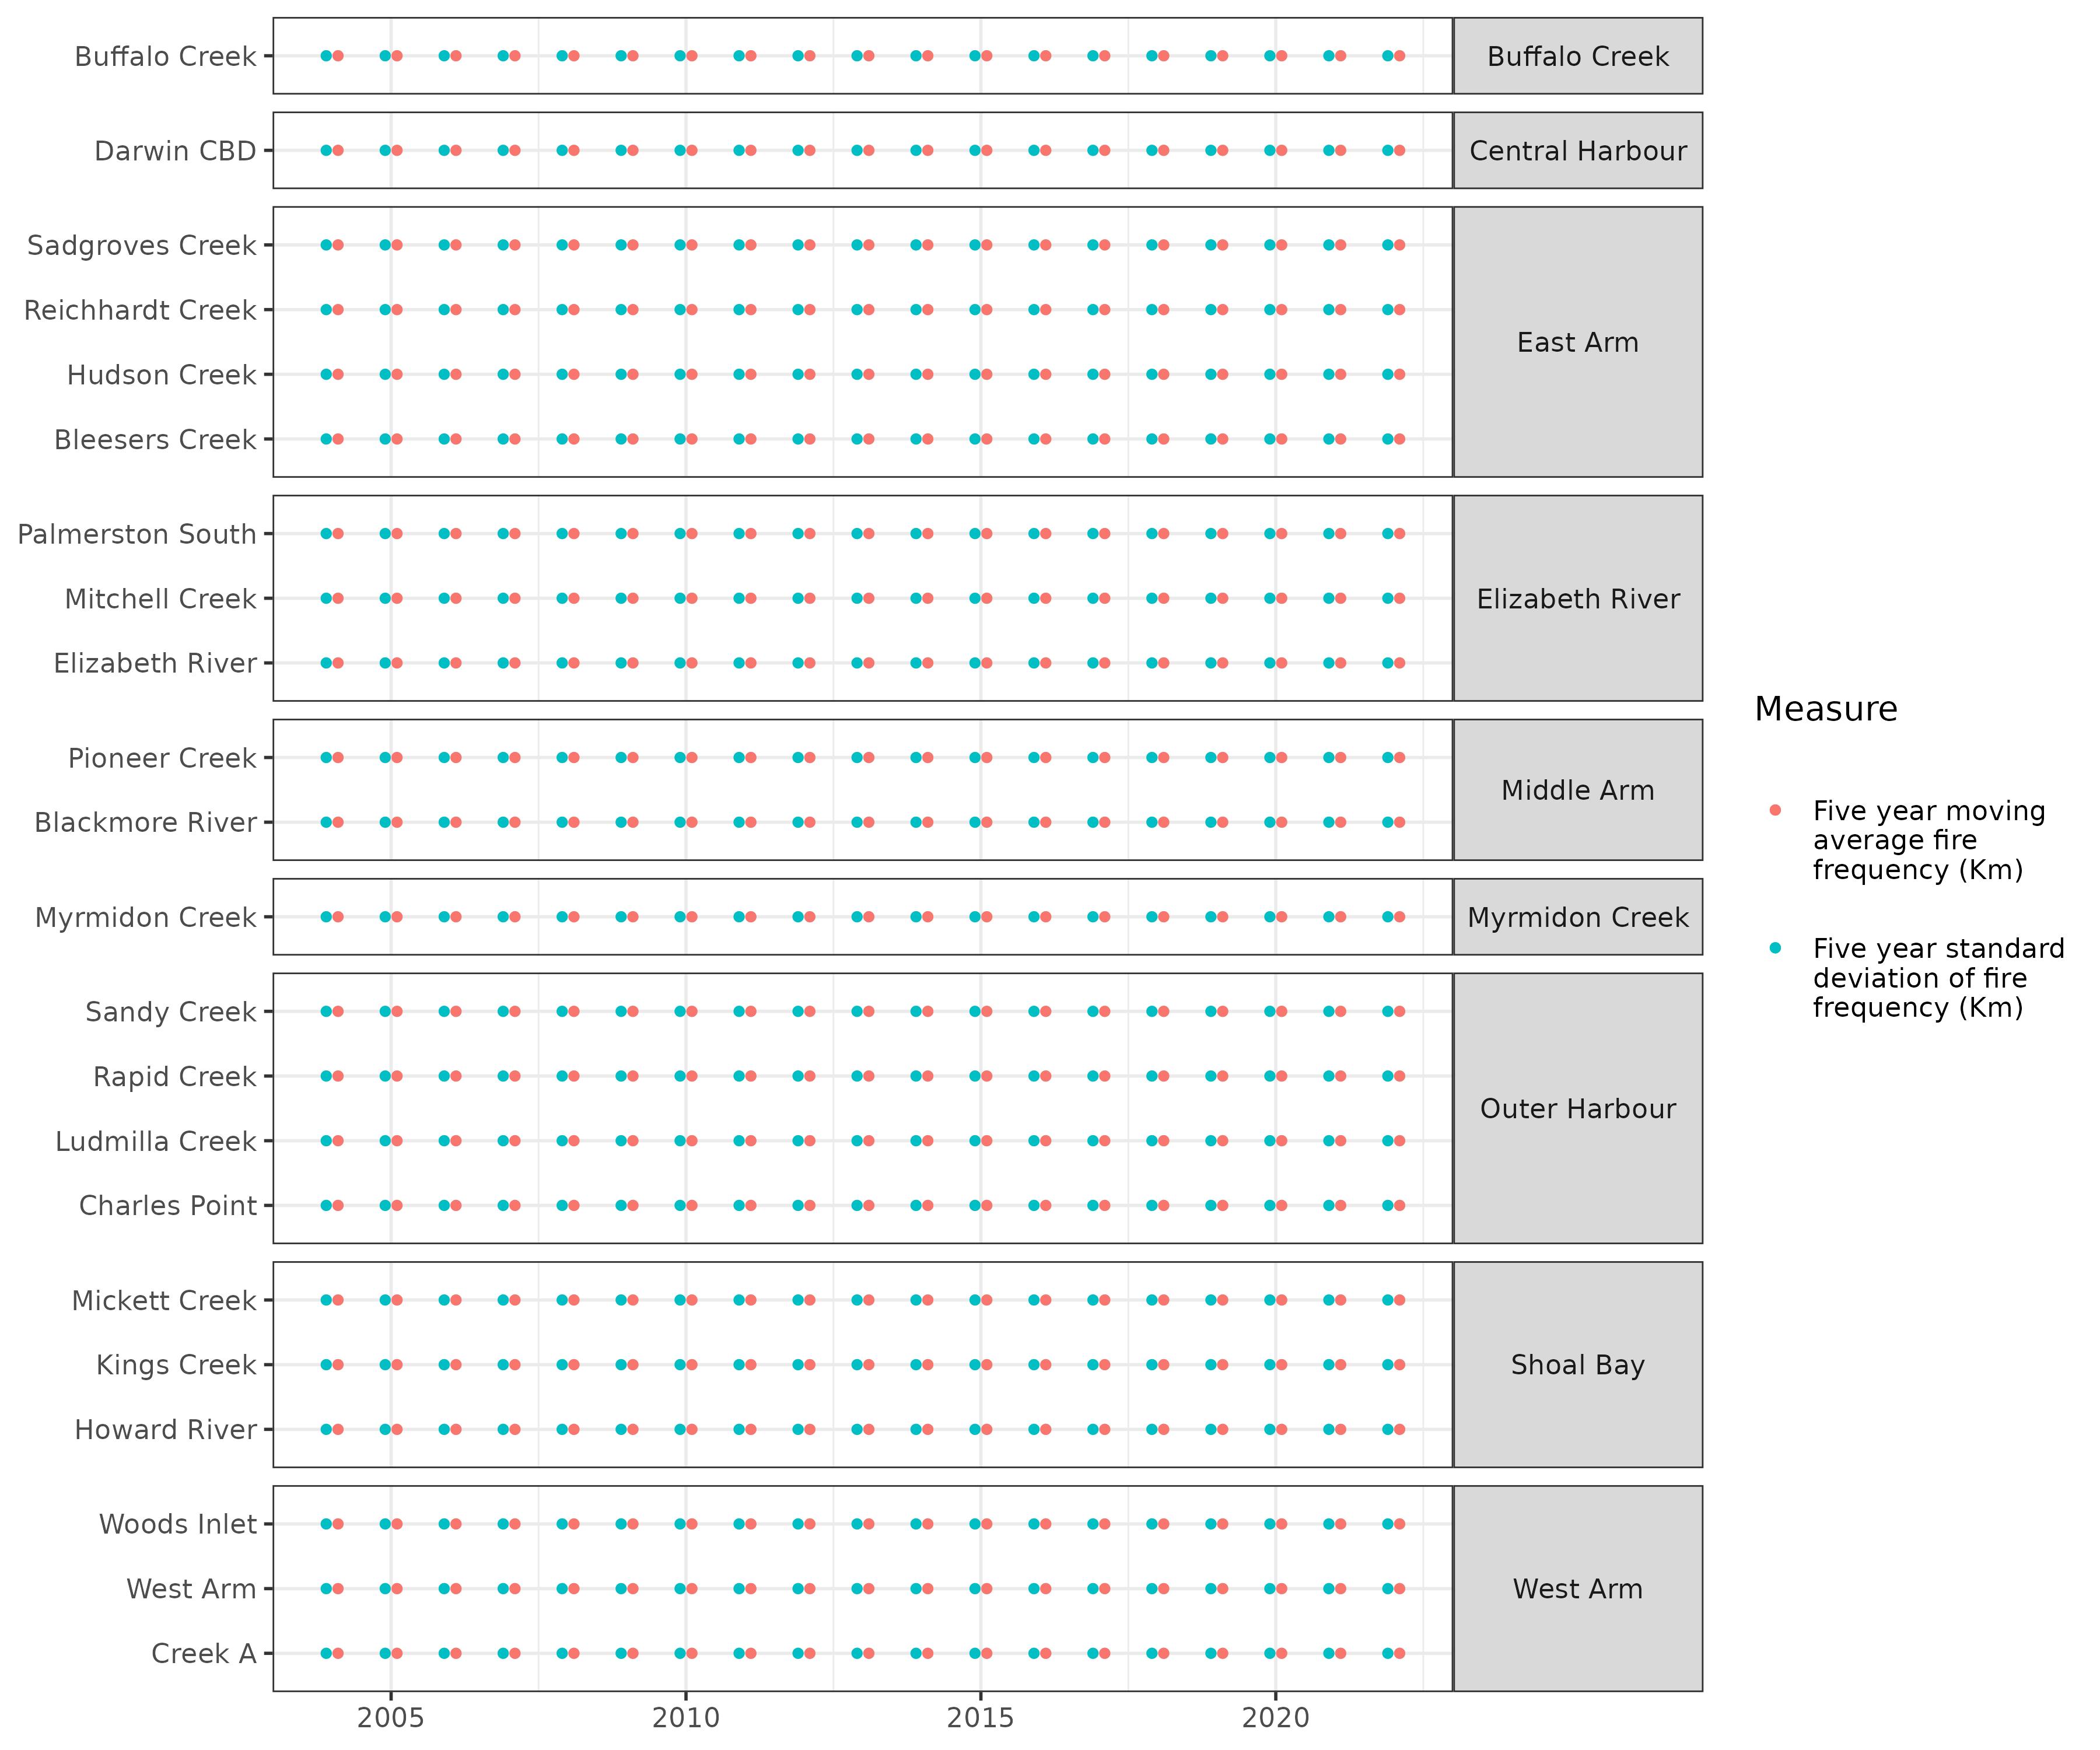 Buffalo Creek
Buffalo Creek
Darwin CBD
Central Harbour
Sadgroves Creek
Reichhardt Creek
Hudson Creek
Bleesers Creek
East Arm
Palmerston South
Mitchell Creek
Elizabeth River
Elizabeth River
Pioneer Creek
Blackmore River
Middle Arm
Myrmidon Creek
Myrmidon Creek
Sandy Creek
Rapid Creek
Ludmilla Creek
Charles Point
Outer Harbour
Mickett Creek
Kings Creek
Howard River
Shoal Bay
Woods Inlet
West Arm
Creek A
West Arm
2005
2010
2015
2020
Measure
Five year moving
average fire
frequency (Km)
Five year standard
deviation of fire
frequency (Km)